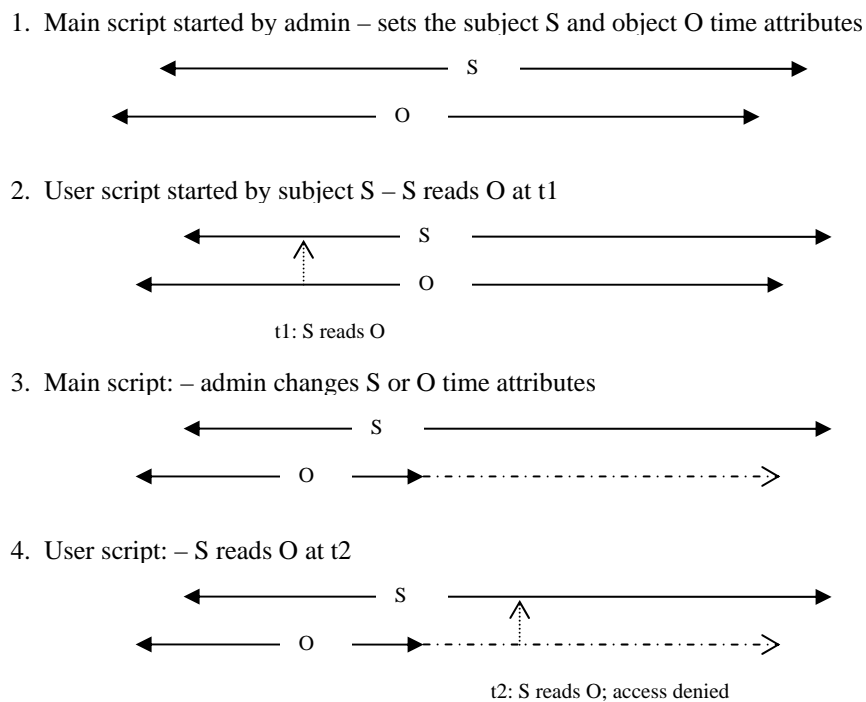 1. Main script started by admin – sets the subject S and object O time attributes
S
O
2. User script started by subject S – S reads O at t1
S
O
t1: S reads O
3. Main script: – admin changes S or O time attributes
S
O
4. User script: – S reads O at t2
S
O
t2: S reads O; access denied